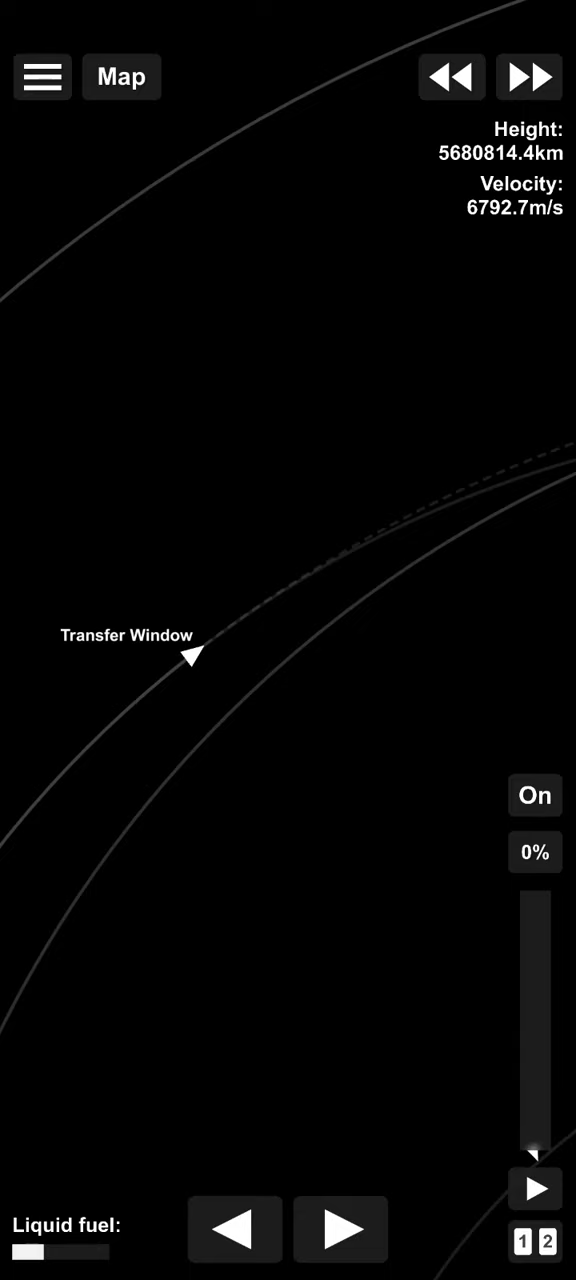 Map
Height:
5680814.4km
Velocity:
6792.7m/s
Transfer Window
On
0%
Liquid fuel:
1 2